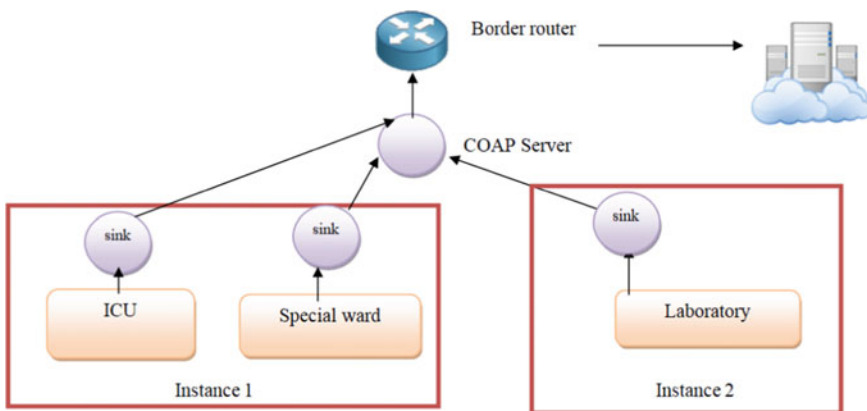 Border router
COAP Server
sink
sink
sink
ICU
Special ward
Laboratory
Instance 1
Instance 2